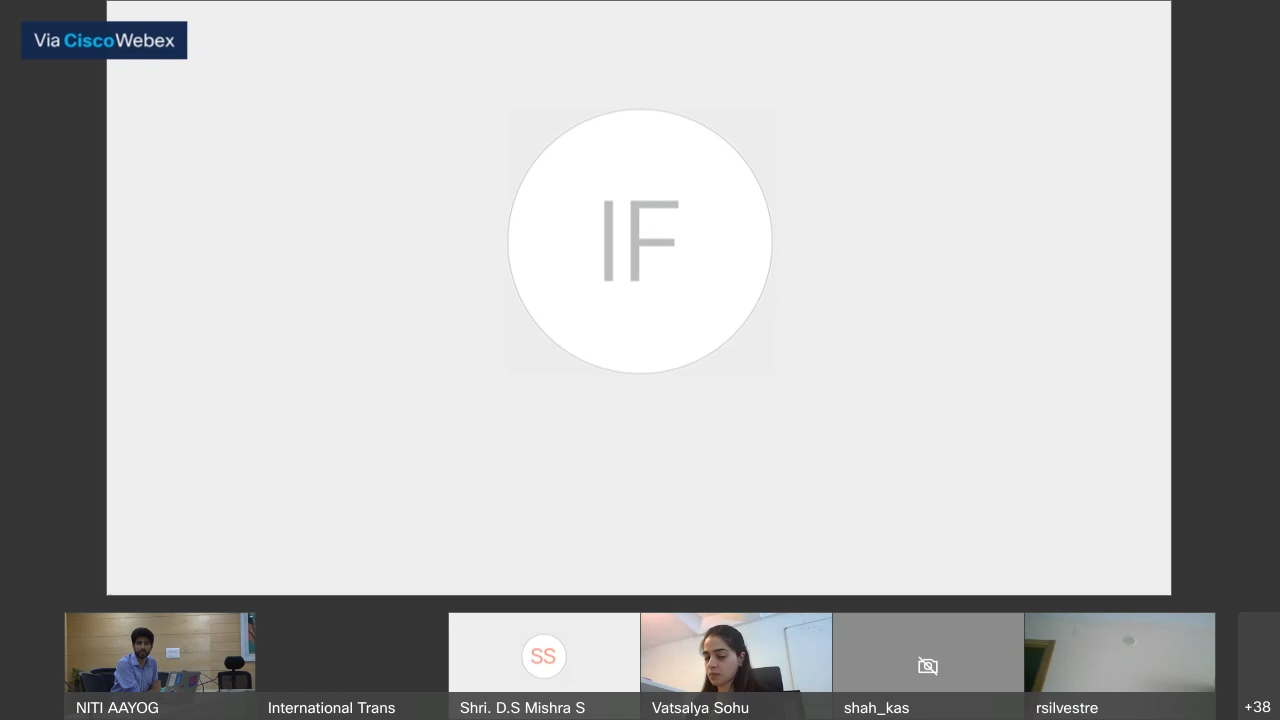 Via CiscoWebex
IF
SS
NITI AAYOG
International Trans
Shri. D.S Mishra S
Vatsalya Sohu
shah_kas
rsilvestre
+38